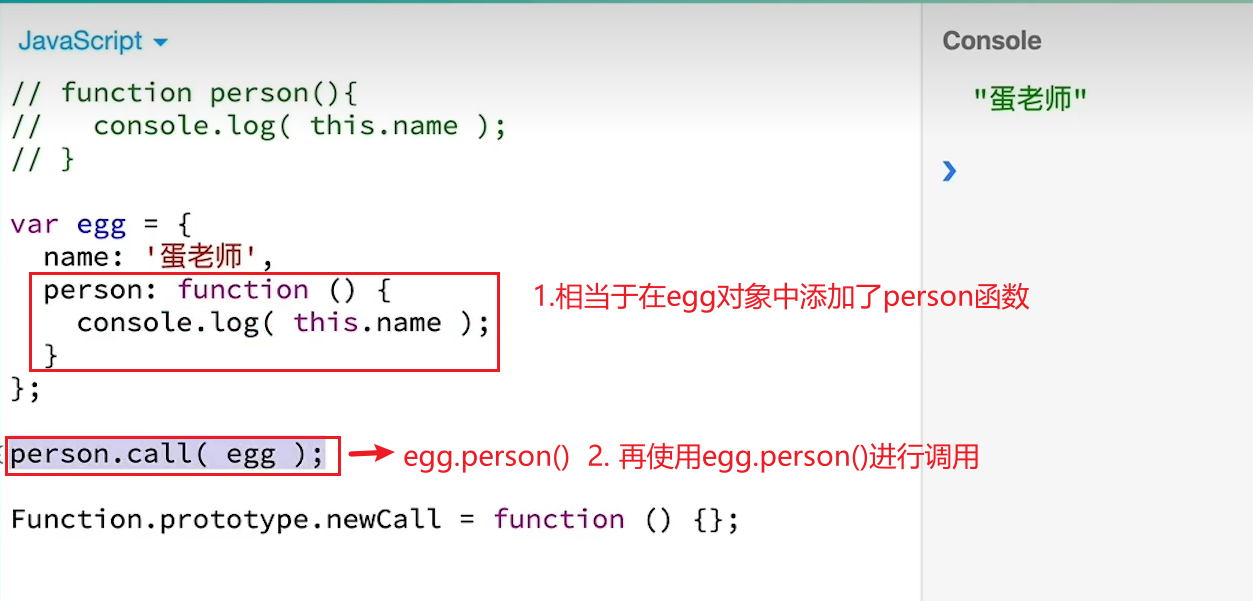 JavaScript
Console
// function person(){
//   console.log( this.name );
// }
"蛋老师"
var egg = {
  name: '蛋老师',
  person: function () {
    console.log( this.name );
  }
};
1.相当于在egg对象中添加了person函数
person.call( egg );
egg.person()  2. 再使用egg.person()进行调用
Function.prototype.newCall = function () {};